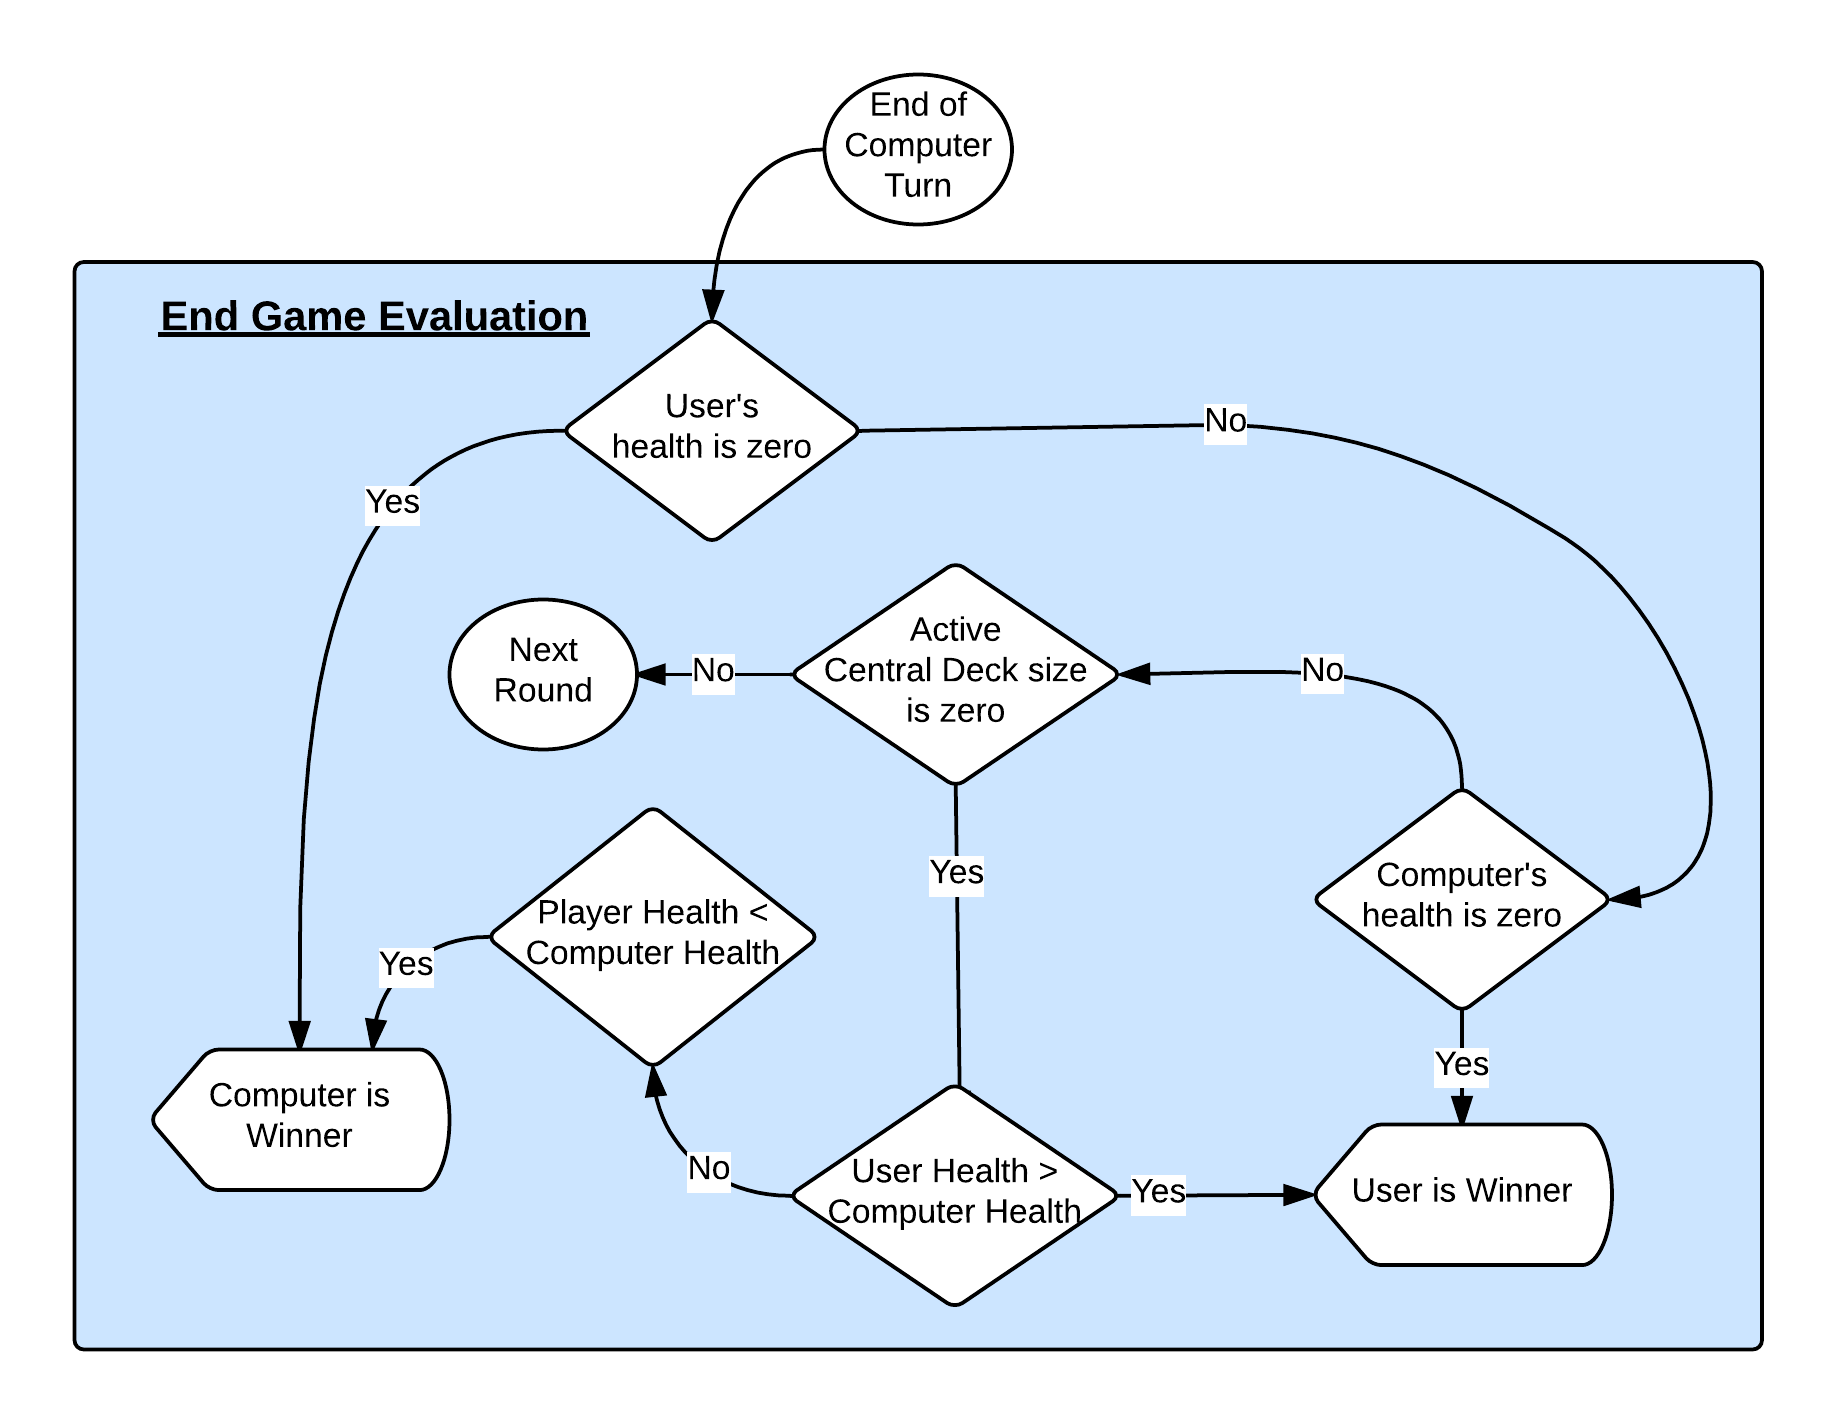 End of
Computer
Turn
End Game Evaluation
User's
health is zero
No
Yes
Active
Central Deck size
is zero
Next
Round
No
No
Yes
Computer's
health is zero
Player Health <
Computer Health
Yes
Yes
Computer is
Winner
No
User Health >
Computer Health
Yes
User is Winner